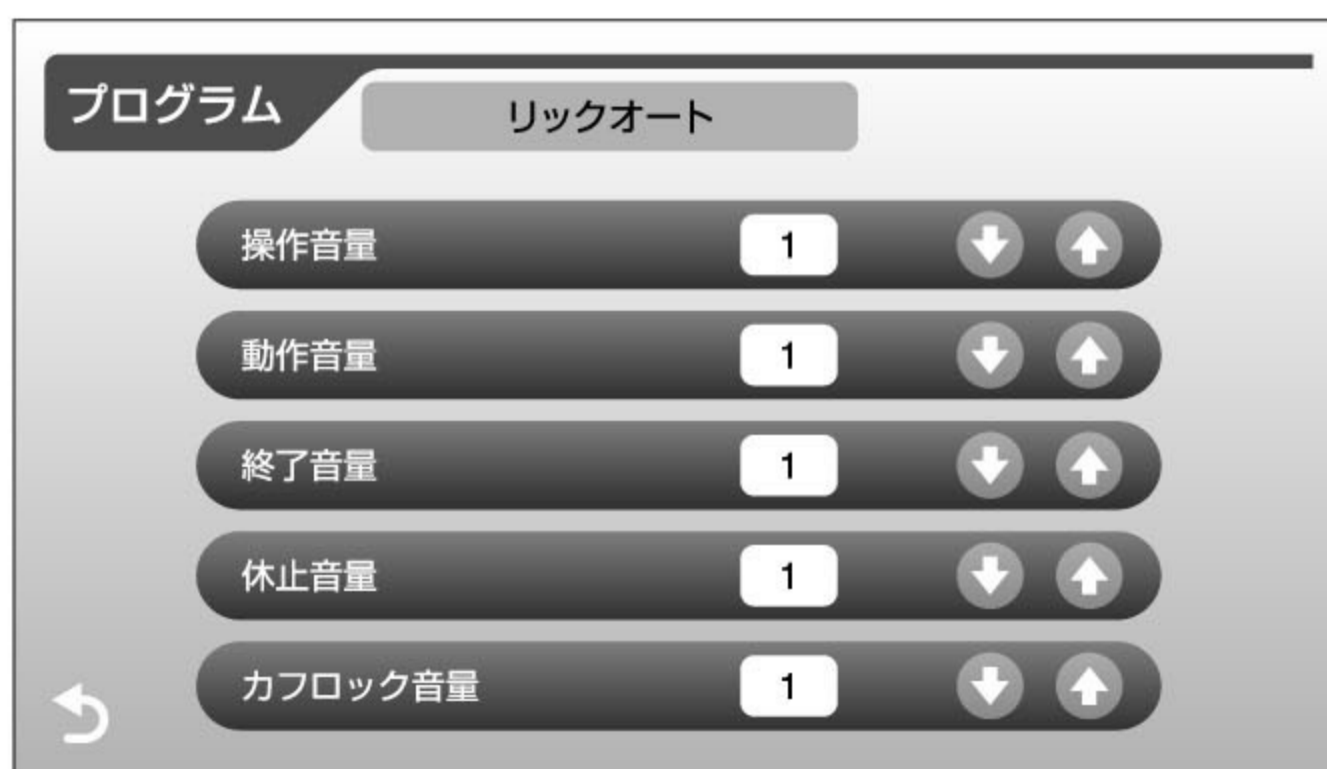 プログラム
リックオート
操作音量 1
動作音量 1
終了音量 1
休止音量 1
カフロック音量 1